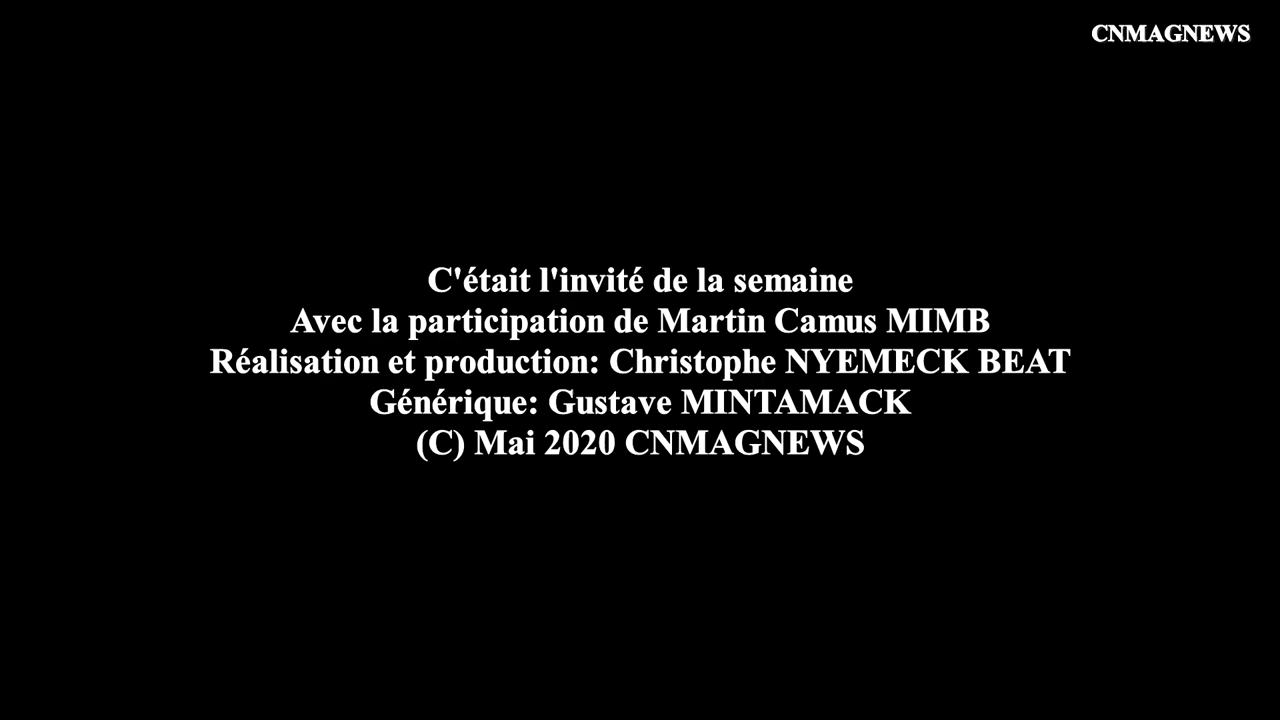 CNMAGNEWS
C'était l'invité de la semaine
Avec la participation de Martin Camus MIMB
Réalisation et production: Christophe NYEMECK BEAT
Générique: Gustave MINTAMACK
(C) Mai 2020 CNMAGNEWS